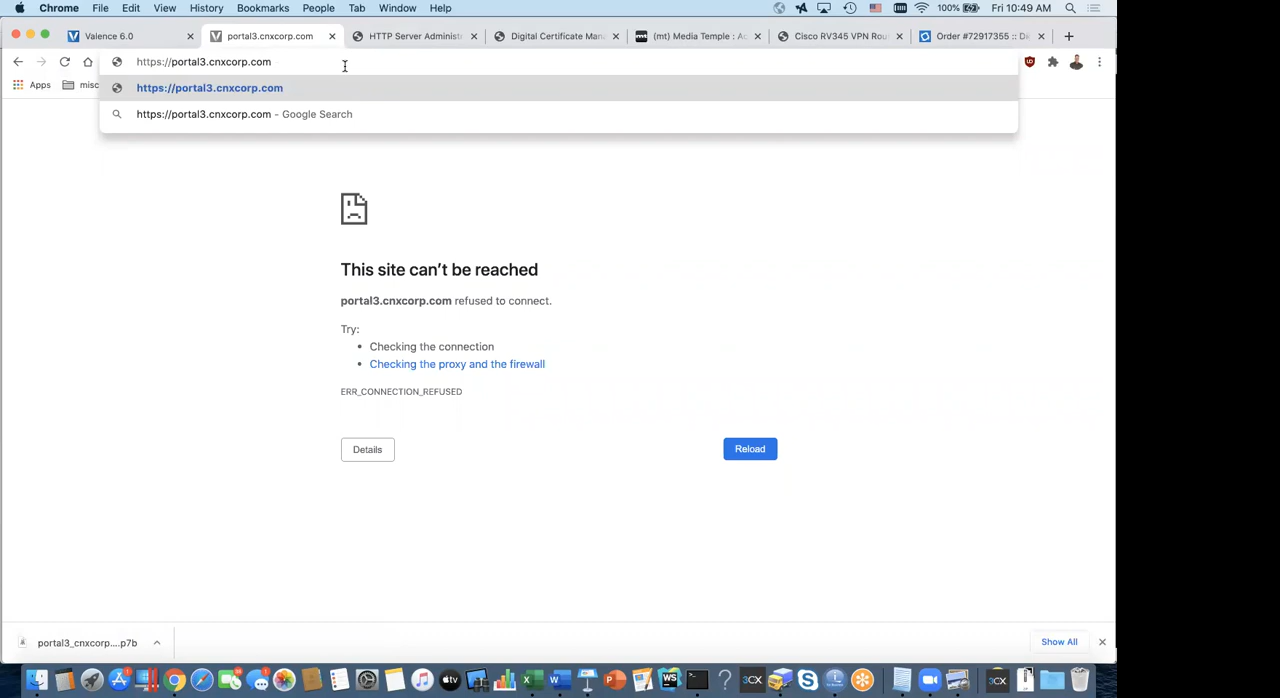 Chrome File Edit View History Bookmarks People Tab Window Help 100% Fri 10:49 AM
Valence 6.0 portal3.cnxcorp.com HTTP Server Administ Digital Certificate Man (mt) Media Temple : Ac Cisco RV345 VPN Rou Order #72917355 :: Di
https://portal3.cnxcorp.com
Apps misc
https://portal3.cnxcorp.com
https://portal3.cnxcorp.com - Google Search
This site can't be reached
portal3.cnxcorp.com refused to connect.
Try:
• Checking the connection
• Checking the proxy and the firewall
ERR_CONNECTION_REFUSED
Details Reload
portal3_cnxcorp....p7b Show All
WS 3CX 3CX